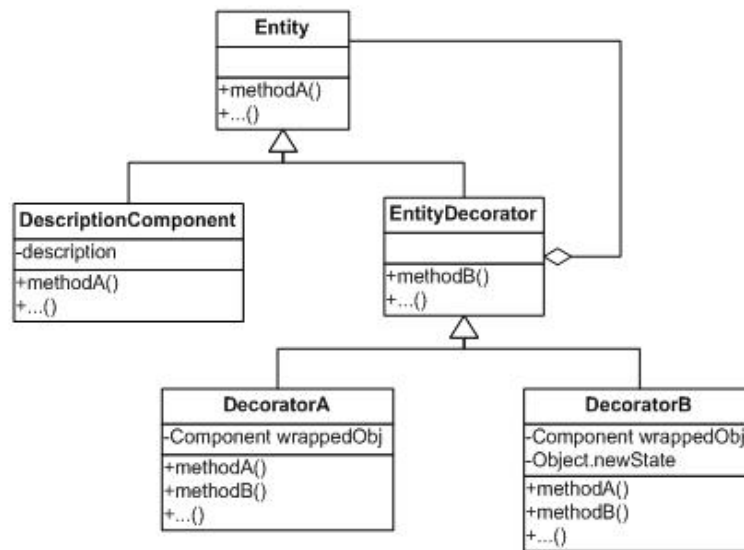 Entity
+methodA()
+...()
DescriptionComponent
-description
+methodA()
+...()
EntityDecorator
+methodB()
+...()
DecoratorA
-Component wrappedObj
+methodA()
+methodB()
+...()
DecoratorB
-Component wrappedObj
-Object.newState
+methodA()
+methodB()
+...()